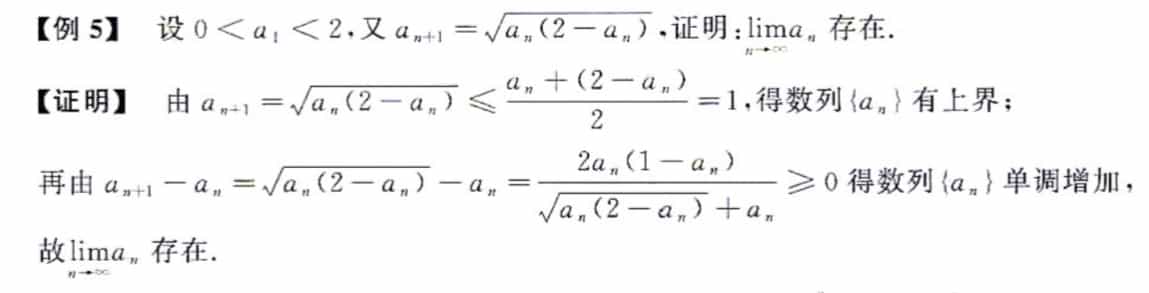 【例 5】 设 0 < a₁ < 2,又 aₙ₊₁ = √(aₙ(2 − aₙ)),证明:lim_{n→∞} aₙ 存在.
【证明】 由 aₙ₊₁ = √(aₙ(2 − aₙ)) ≤ (aₙ + (2 − aₙ))/2 = 1,得数列{aₙ}有上界;
再由 aₙ₊₁ − aₙ = √(aₙ(2 − aₙ)) − aₙ = 2aₙ(1 − aₙ)/(√(aₙ(2 − aₙ)) + aₙ) ≥ 0 得数列{aₙ}单调增加,
故 lim_{n→∞} aₙ 存在.